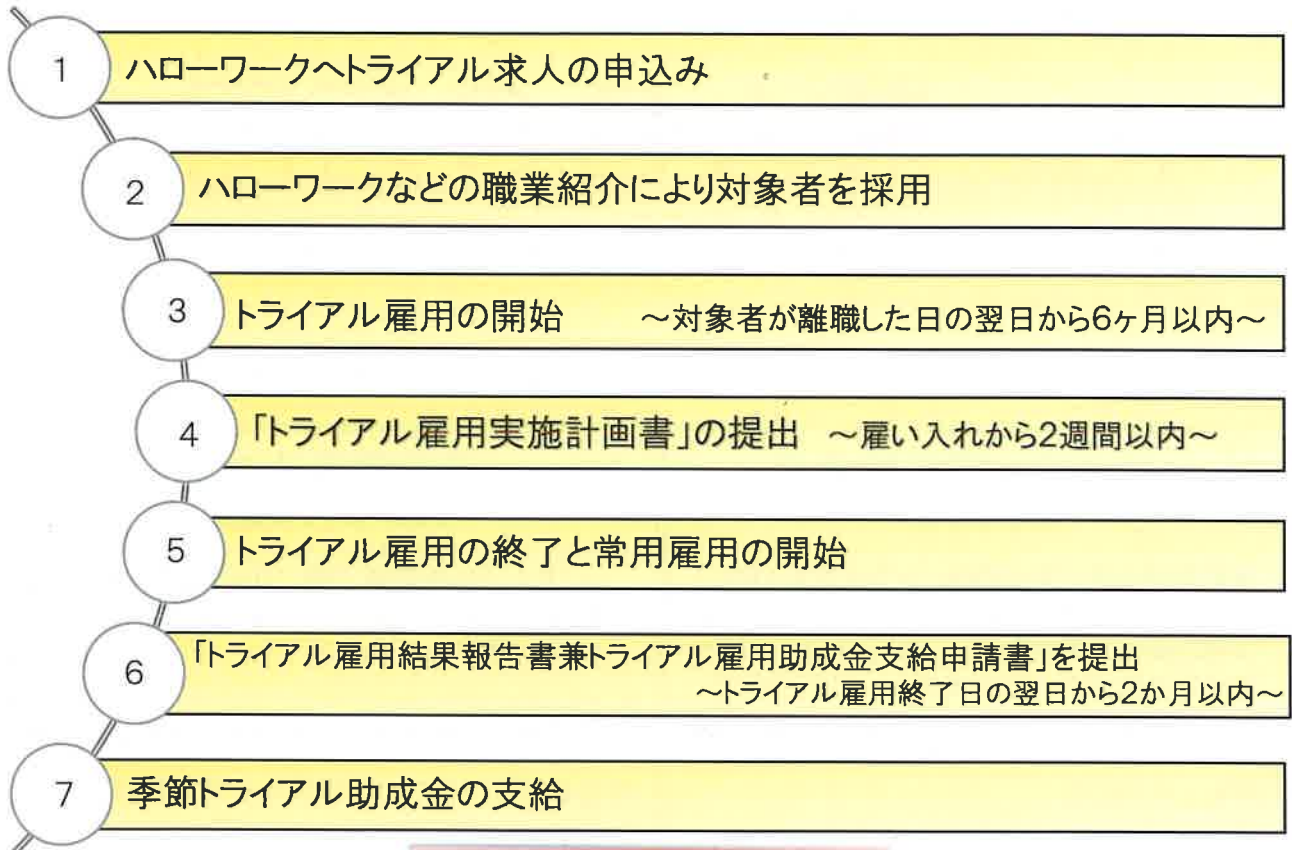 1 ハローワークへトライアル求人の申込み
2 ハローワークなどの職業紹介により対象者を採用
3 トライアル雇用の開始 ～対象者が離職した日の翌日から6ヶ月以内～
4 「トライアル雇用実施計画書」の提出 ～雇い入れから2週間以内～
5 トライアル雇用の終了と常用雇用の開始
6 「トライアル雇用結果報告書兼トライアル雇用助成金支給申請書」を提出
～トライアル雇用終了日の翌日から2か月以内～
7 季節トライアル助成金の支給